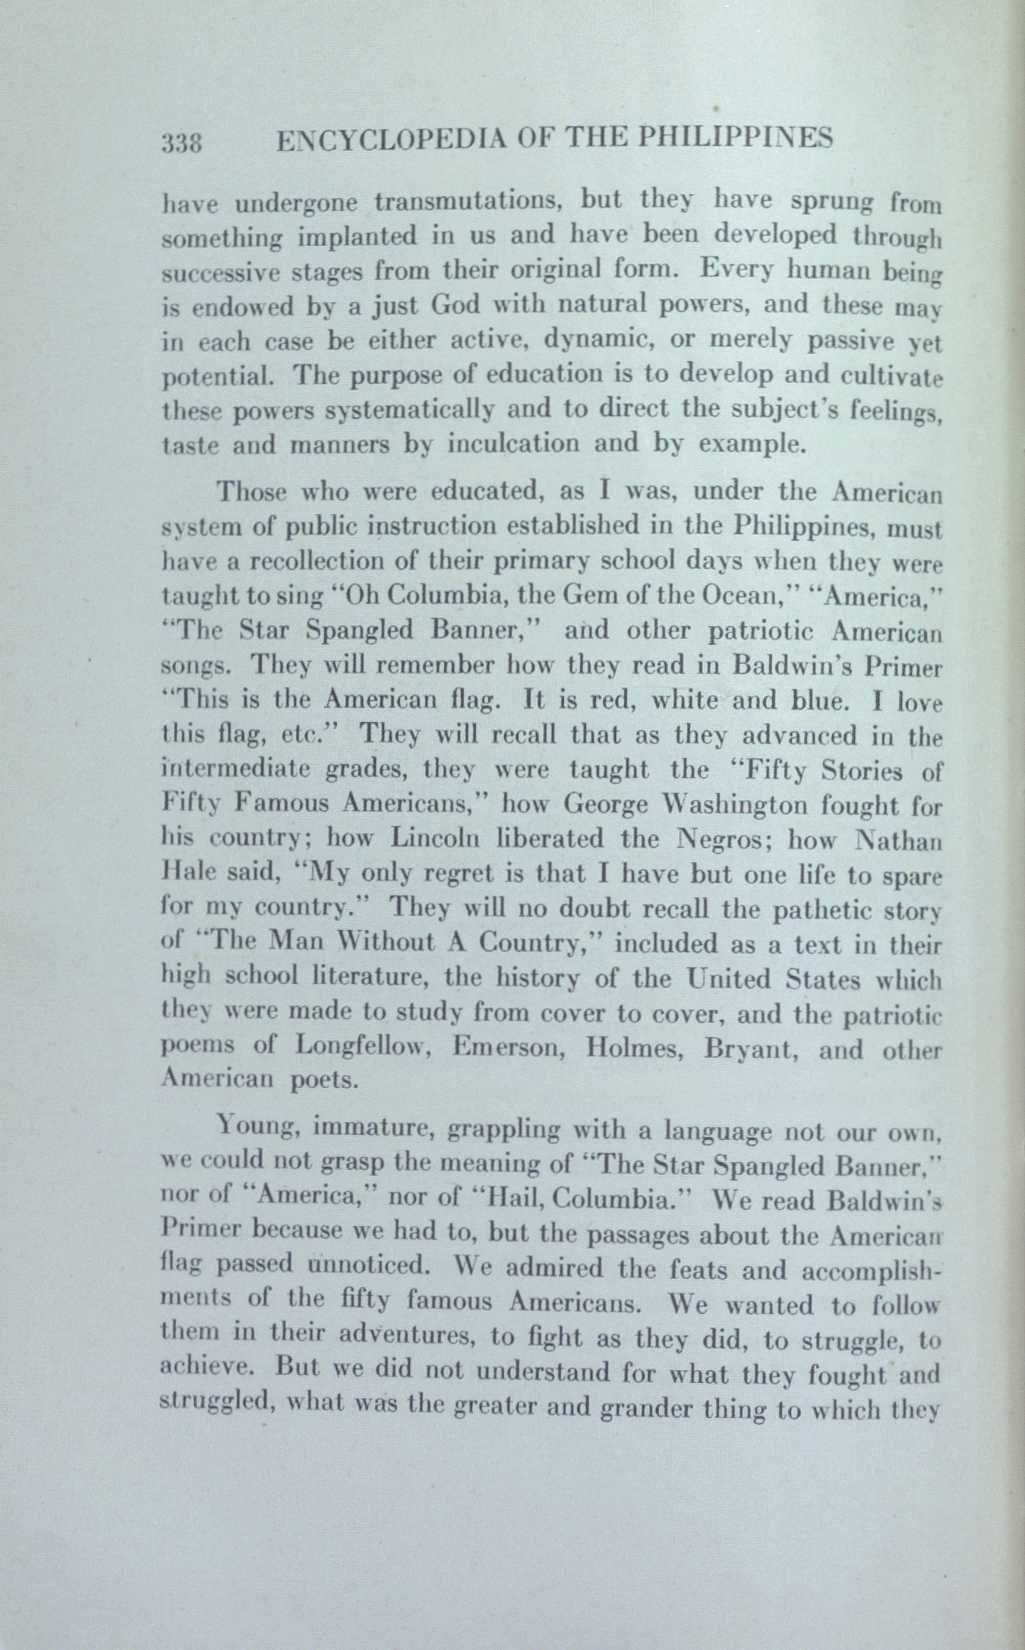 338 ENCYCLOPEDIA OF THE PHILIPPINES
have undergone transmutations, but they have sprung from
something implanted in us and have been developed through
successive stages from their original form. Every human being
is endowed by a just God with natural powers, and these may
in each case be either active, dynamic, or merely passive yet
potential. The purpose of education is to develop and cultivate
these powers systematically and to direct the subject's feelings,
taste and manners by inculcation and by example.
Those who were educated, as I was, under the American
system of public instruction established in the Philippines, must
have a recollection of their primary school days when they were
taught to sing "Oh Columbia, the Gem of the Ocean," "America,"
"The Star Spangled Banner," and other patriotic American
songs. They will remember how they read in Baldwin's Primer
"This is the American flag. It is red, white and blue. I love
this flag, etc." They will recall that as they advanced in the
intermediate grades, they were taught the "Fifty Stories of
Fifty Famous Americans," how George Washington fought for
his country; how Lincoln liberated the Negros; how Nathan
Hale said, "My only regret is that I have but one life to spare
for my country." They will no doubt recall the pathetic story
of "The Man Without A Country," included as a text in their
high school literature, the history of the United States which
they were made to study from cover to cover, and the patriotic
poems of Longfellow, Emerson, Holmes, Bryant, and other
American poets.
Young, immature, grappling with a language not our own,
we could not grasp the meaning of "The Star Spangled Banner,"
nor of "America," nor of "Hail, Columbia." We read Baldwin's
Primer because we had to, but the passages about the American
flag passed unnoticed. We admired the feats and accomplish-
ments of the fifty famous Americans. We wanted to follow
them in their adventures, to fight as they did, to struggle, to
achieve. But we did not understand for what they fought and
struggled, what was the greater and grander thing to which they